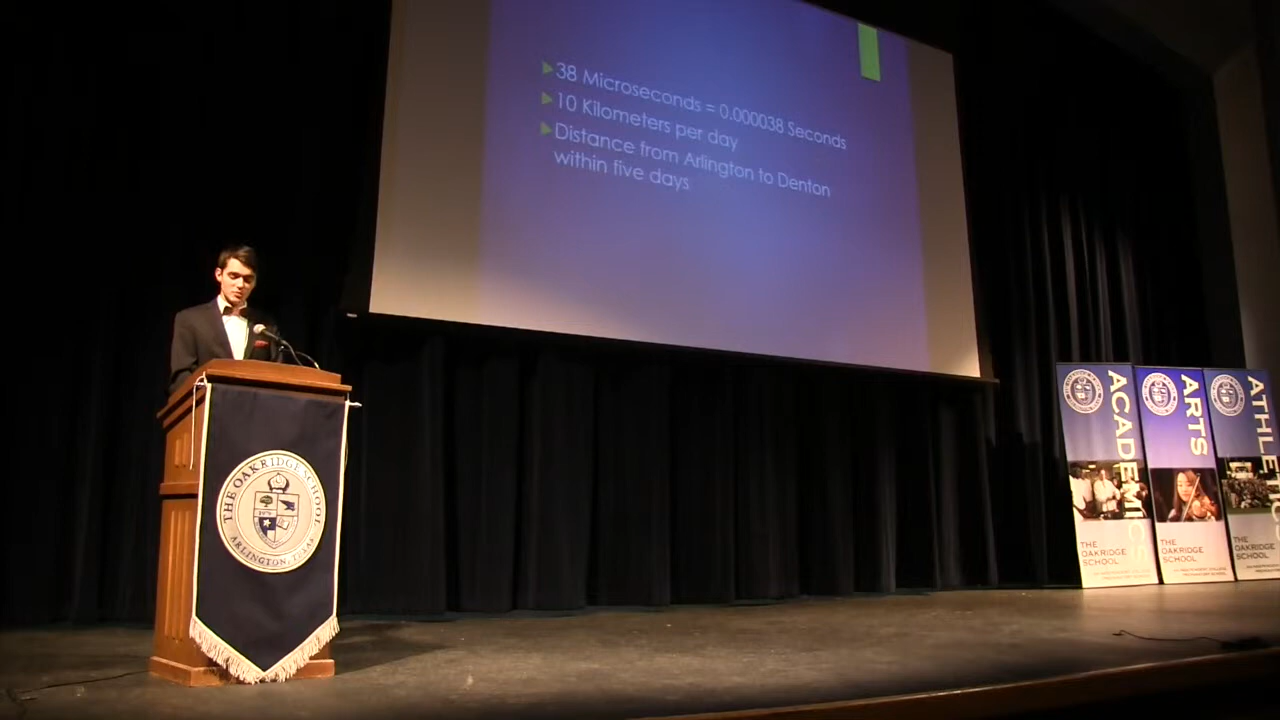 38 Microseconds = 0.000038 Seconds
10 Kilometers per day
Distance from Arlington to Denton
within five days
THE OAKRIDGE SCHOOL
1979
ARLINGTON, TEXAS
ACADEMICS
THE
OAKRIDGE
SCHOOL
ARTS
THE
OAKRIDGE
SCHOOL
ATHLETICS
THE
OAKRIDGE
SCHOOL